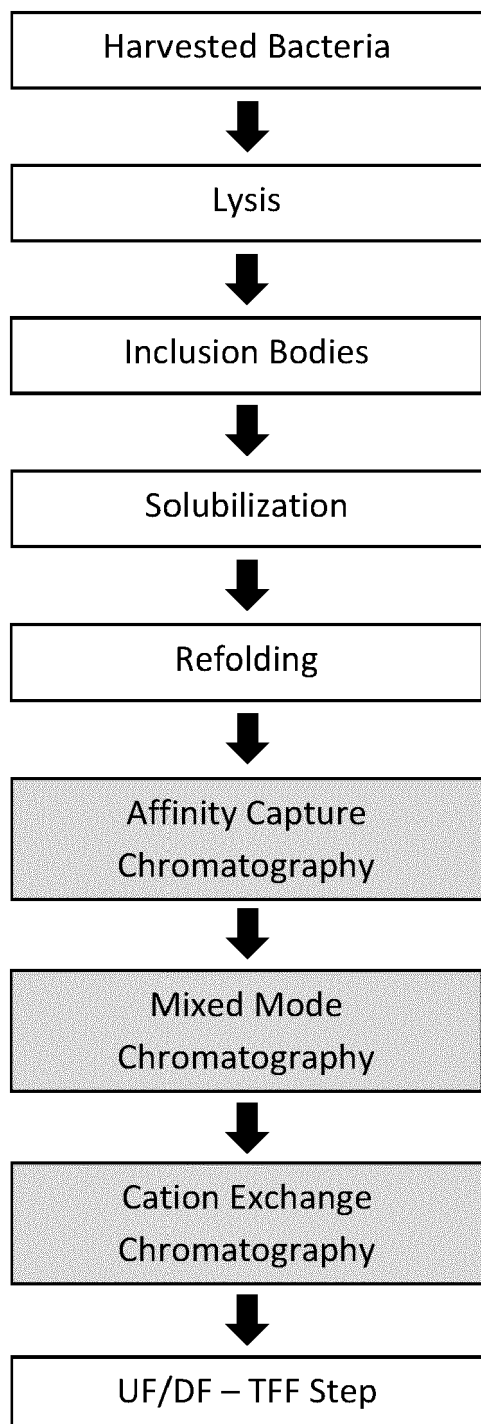 Harvested Bacteria
Lysis
Inclusion Bodies
Solubilization
Refolding
Affinity Capture
Chromatography
Mixed Mode
Chromatography
Cation Exchange
Chromatography
UF/DF – TFF Step